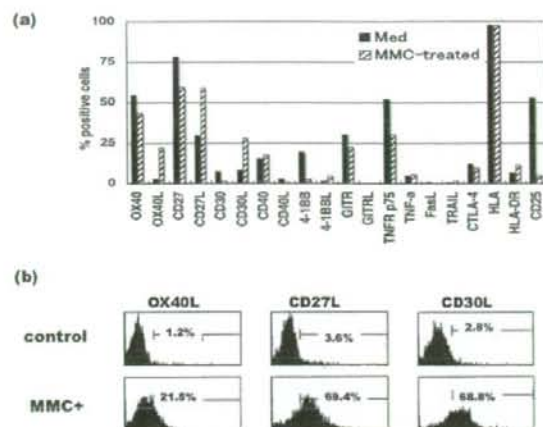 (a)
% positive cells
100
75
50
25
0
Med
MMC-treated
OX40
OX40L
CD27
CD27L
CD30
CD30L
CD40
CD40L
4-1BB
4-1BBL
GITR
GITRL
TNFR p75
TNF-a
FasL
TRAIL
CTLA-4
HLA
HLA-DR
CD25
(b)
OX40L CD27L CD30L
control 1.2% 3.6% 2.8%
MMC+ 21.5% 69.4% 68.8%